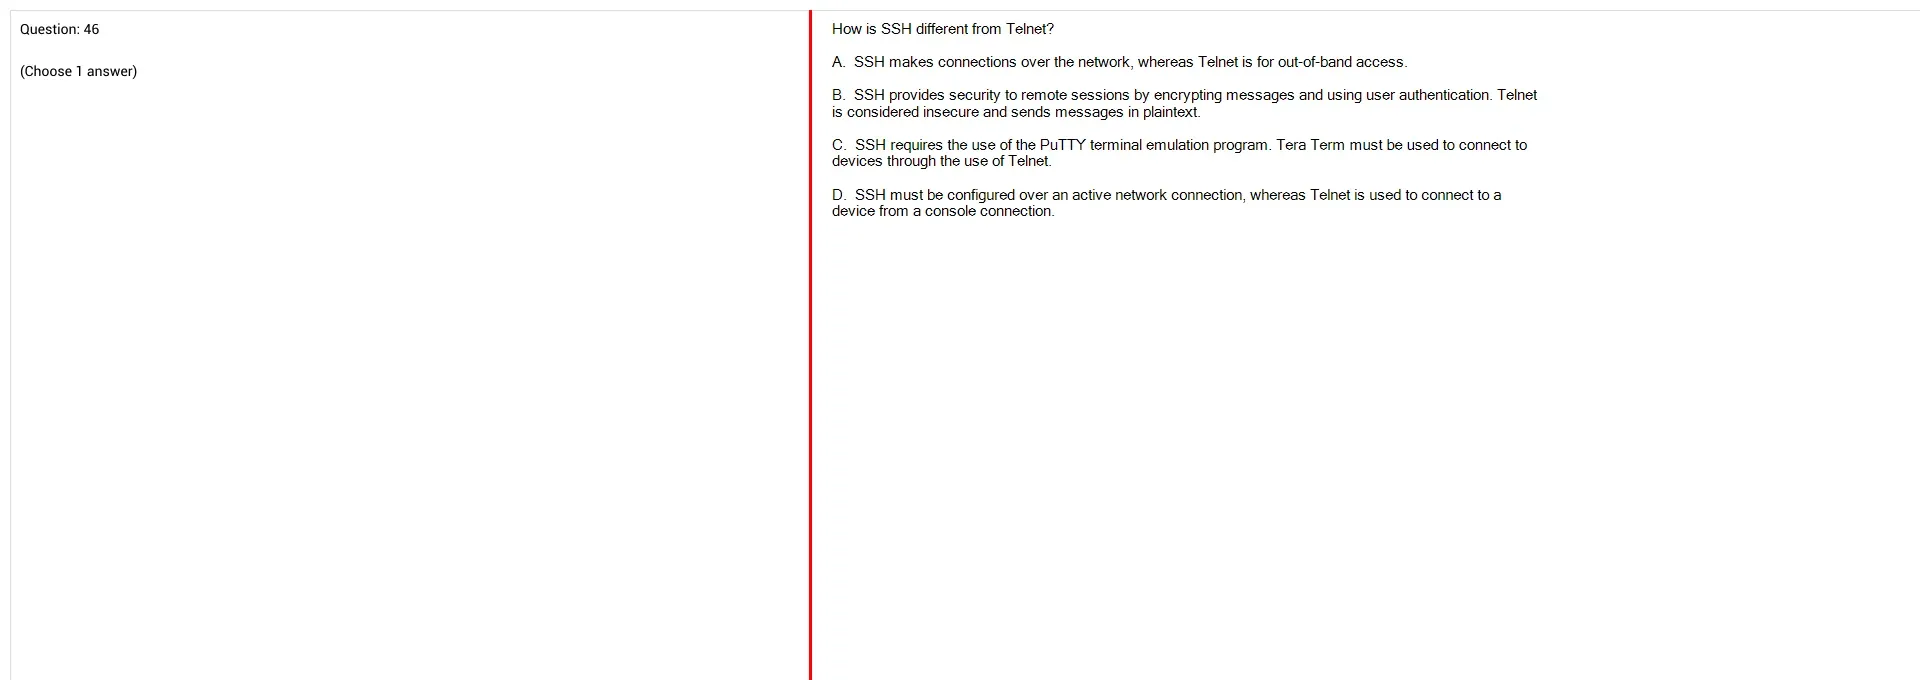 Question: 46
(Choose 1 answer)
How is SSH different from Telnet?
A.  SSH makes connections over the network, whereas Telnet is for out-of-band access.
B.  SSH provides security to remote sessions by encrypting messages and using user authentication. Telnet
is considered insecure and sends messages in plaintext.
C.  SSH requires the use of the PuTTY terminal emulation program. Tera Term must be used to connect to
devices through the use of Telnet.
D.  SSH must be configured over an active network connection, whereas Telnet is used to connect to a
device from a console connection.